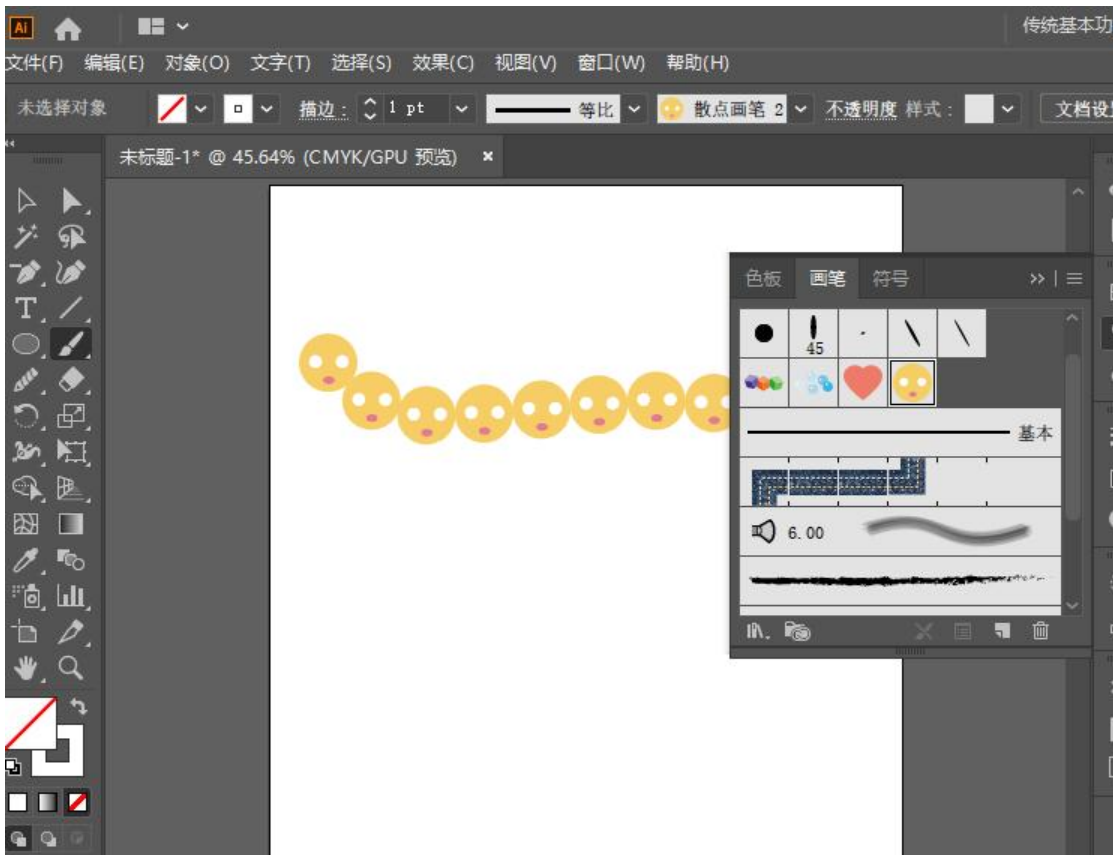 Ai
传统基本功
文件(F) 编辑(E) 对象(O) 文字(T) 选择(S) 效果(C) 视图(V) 窗口(W) 帮助(H)
未选择对象 描边： 1 pt 等比 散点画笔 2 不透明度 样式： 文档设
未标题-1* @ 45.64% (CMYK/GPU 预览) ×
色板 画笔 符号
45
基本
6.00